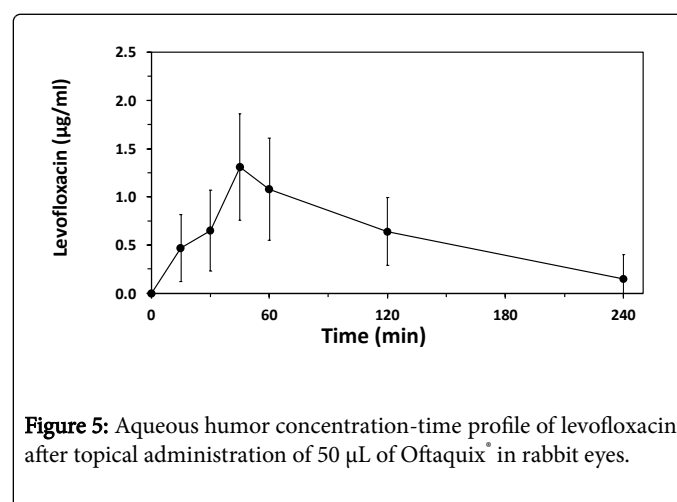 2.5
2.0
1.5
1.0
0.5
0.0
Levofloxacin (µg/ml)
0 60 120 180 240
Time (min)
Figure 5: Aqueous humor concentration-time profile of levofloxacin
after topical administration of 50 µL of Oftaquix® in rabbit eyes.